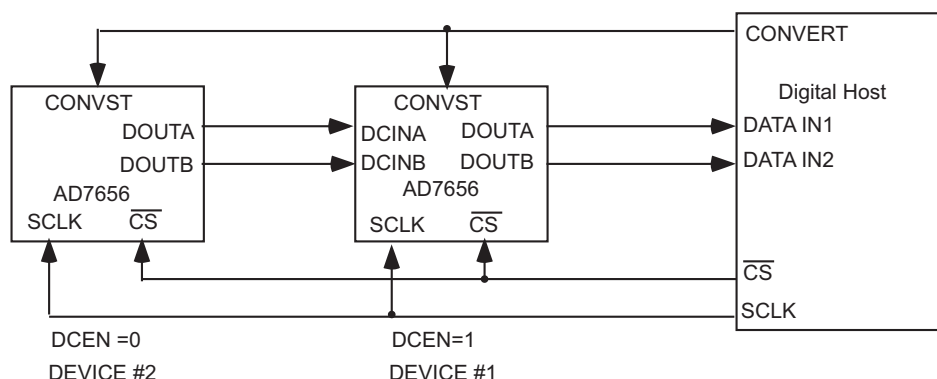 CONVERT
Digital Host
CONVST
CONVST
DOUTA
DCINA
DOUTA
DATA IN1
DOUTB
DCINB
DOUTB
DATA IN2
AD7656
AD7656
SCLK
CS
SCLK
CS
CS
SCLK
DCEN =0
DCEN=1
DEVICE #2
DEVICE #1